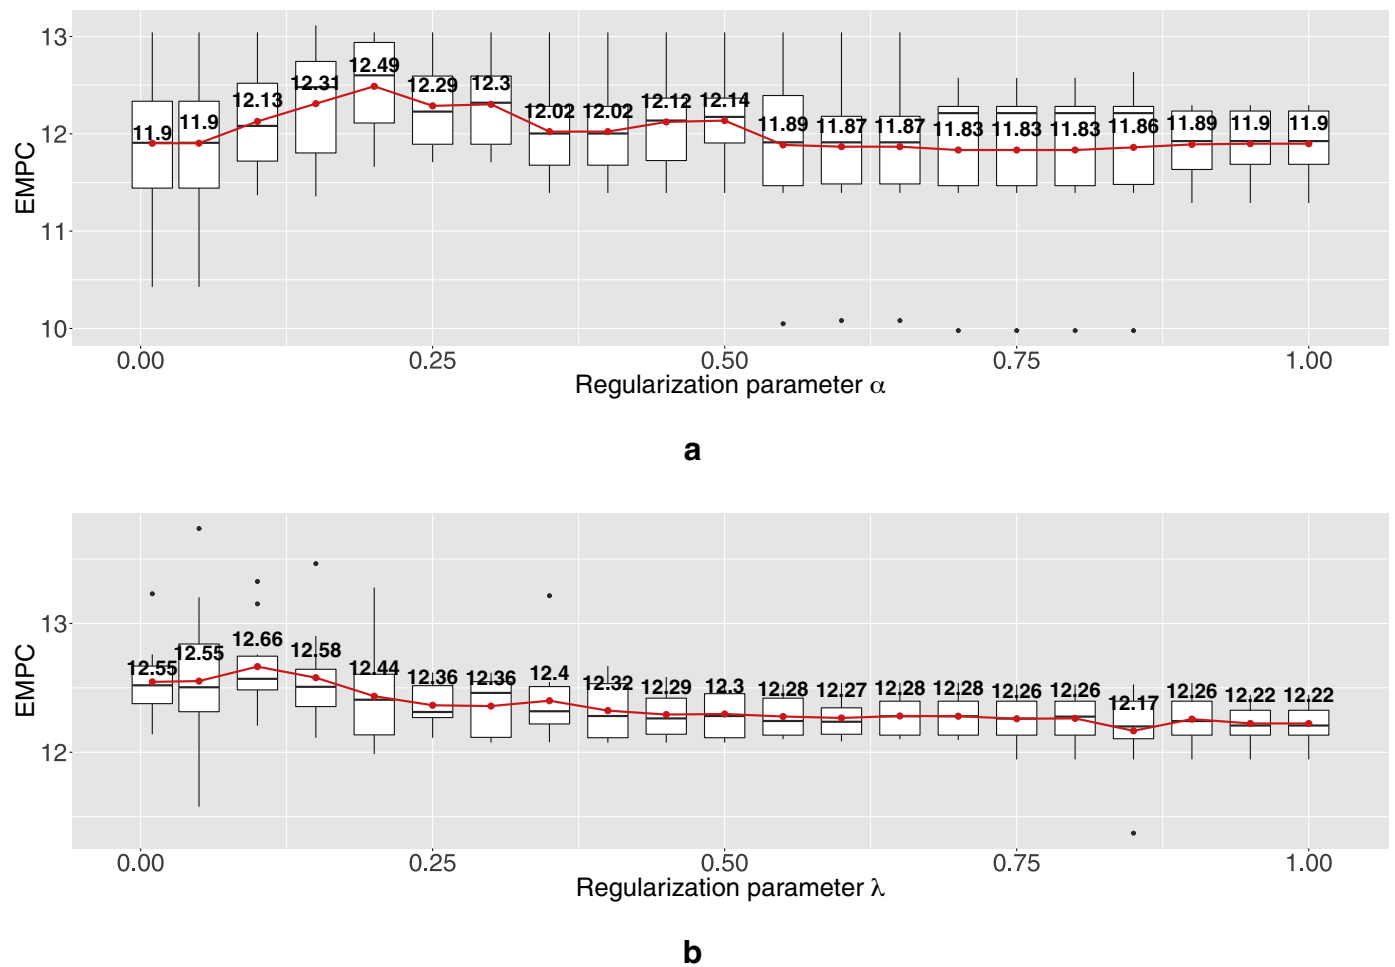 13
12
11
10
EMPC
11.9 11.9 12.13 12.31 12.49 12.29 12.3 12.02 12.02 12.12 12.14 11.89 11.87 11.87 11.83 11.83 11.83 11.86 11.89 11.9 11.9
0.00 0.25 0.50 0.75 1.00
Regularization parameter α
a
13
12
EMPC
12.55 12.55 12.66 12.58 12.44 12.36 12.36 12.4 12.32 12.29 12.3 12.28 12.27 12.28 12.28 12.26 12.26 12.17 12.26 12.22 12.22
0.00 0.25 0.50 0.75 1.00
Regularization parameter λ
b